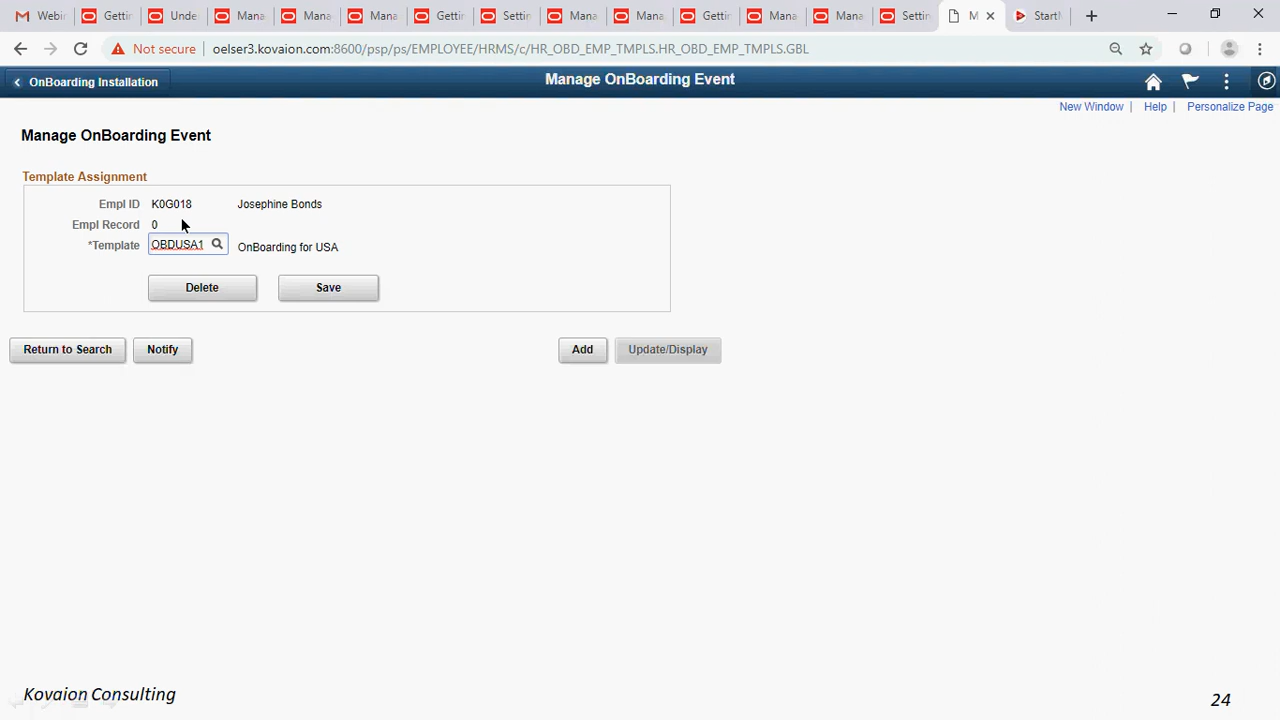 Webi Gettin Unde Mana Mana Mana Gettin Settin Mana Mana Gettin Mana Mana Settin M Start
Not secure oelser3.kovaion.com:8600/psp/ps/EMPLOYEE/HRMS/c/HR_OBD_EMP_TMPLS.HR_OBD_EMP_TMPLS.GBL
OnBoarding Installation Manage OnBoarding Event
New Window | Help | Personalize Page
Manage OnBoarding Event
Template Assignment
Empl ID K0G018 Josephine Bonds
Empl Record 0
*Template OBDUSA1 OnBoarding for USA
Delete Save
Return to Search Notify Add Update/Display
Kovaion Consulting 24